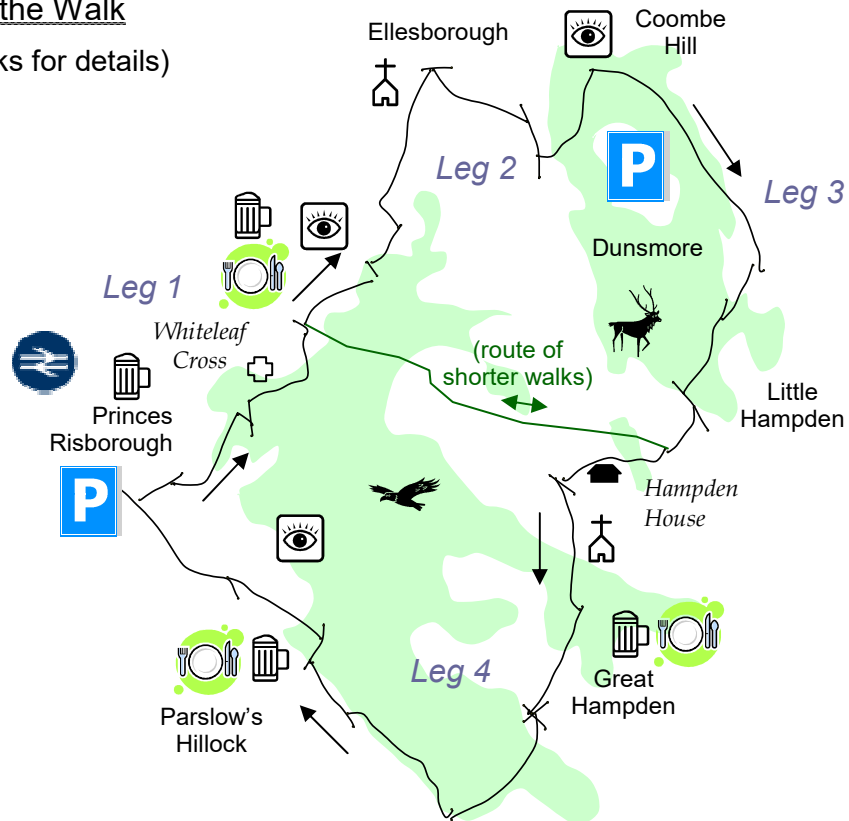 the Walk
ks for details)
Ellesborough
Coombe
Hill
Leg 2
P
Leg 3
Dunsmore
Leg 1
Whiteleaf
Cross
(route of
shorter walks)
Princes
Risborough
Little
Hampden
P
Hampden
House
Leg 4
Great
Hampden
Parslow's
Hillock